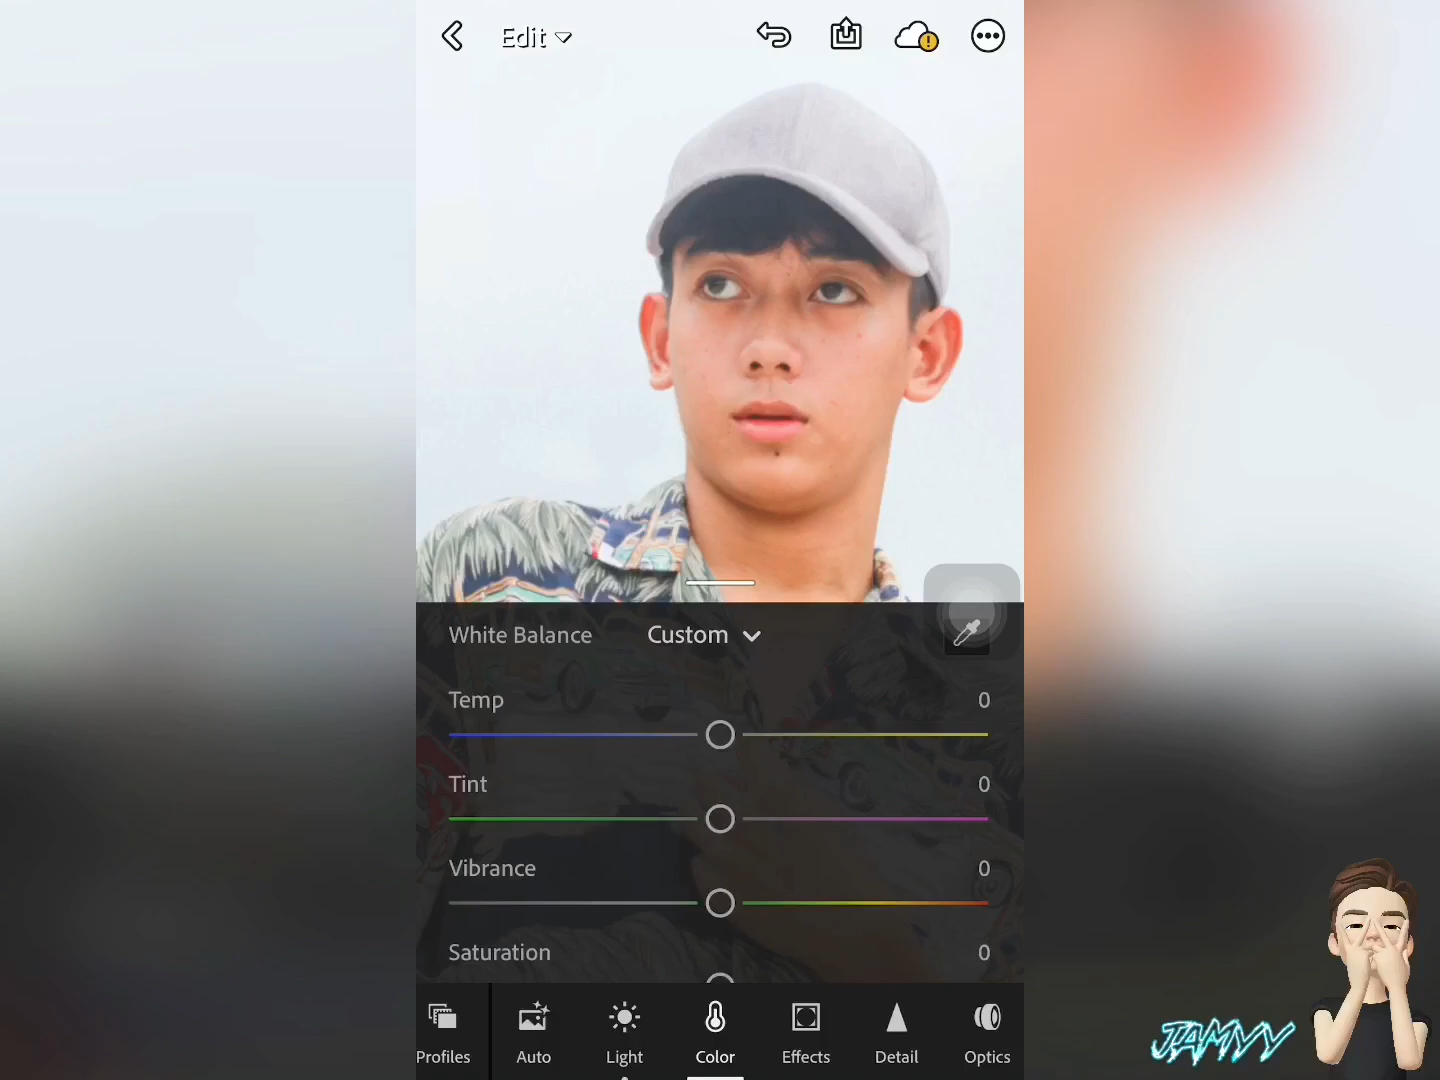 Edit
White Balance Custom
Temp 0
Tint 0
Vibrance 0
Saturation 0
Profiles Auto Light Color Effects Detail Optics
JAMYY